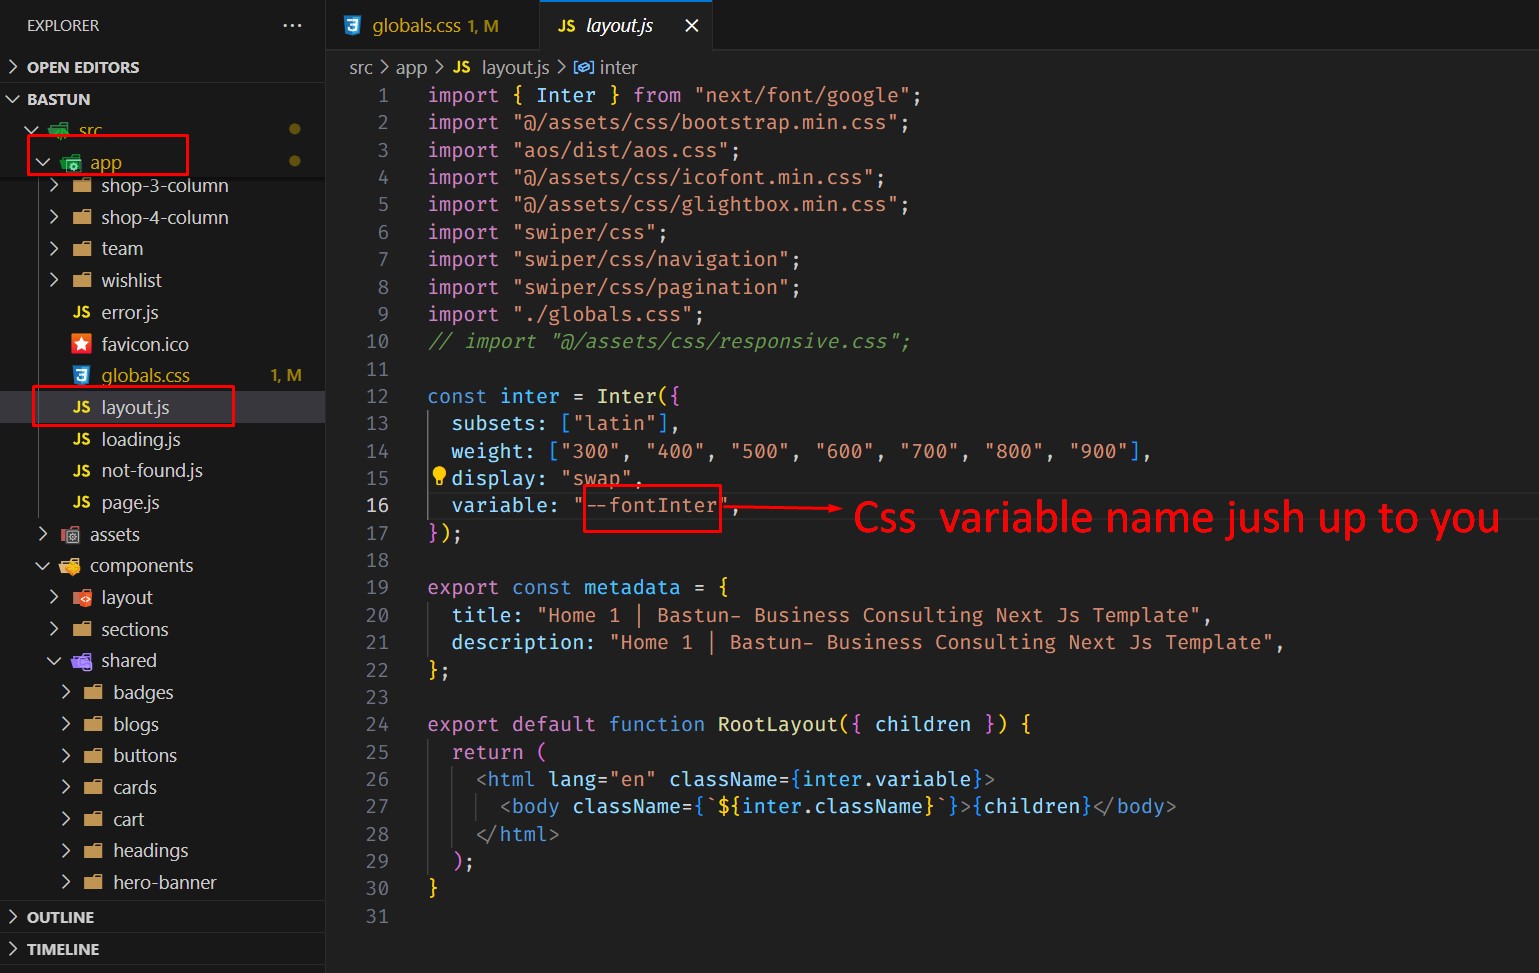 EXPLORER
···
OPEN EDITORS
BASTUN
src
app
shop-3-column
shop-4-column
team
wishlist
JS error.js
favicon.ico
globals.css 1, M
JS layout.js
JS loading.js
JS not-found.js
JS page.js
assets
components
layout
sections
shared
badges
blogs
buttons
cards
cart
headings
hero-banner
OUTLINE
TIMELINE
globals.css 1, M
JS layout.js
src > app > JS layout.js > inter
1 import { Inter } from "next/font/google";
2 import "@/assets/css/bootstrap.min.css";
3 import "aos/dist/aos.css";
4 import "@/assets/css/icofont.min.css";
5 import "@/assets/css/glightbox.min.css";
6 import "swiper/css";
7 import "swiper/css/navigation";
8 import "swiper/css/pagination";
9 import "./globals.css";
10 // import "@/assets/css/responsive.css";
11
12 const inter = Inter({
13 subsets: ["latin"],
14 weight: ["300", "400", "500", "600", "700", "800", "900"],
15 display: "swap",
16 variable: "--fontInter",
Css variable name jush up to you
17 });
18
19 export const metadata = {
20 title: "Home 1 | Bastun- Business Consulting Next Js Template",
21 description: "Home 1 | Bastun- Business Consulting Next Js Template",
22 };
23
24 export default function RootLayout({ children }) {
25 return (
26 <html lang="en" className={inter.variable}>
27 <body className={`${inter.className}`}>{children}</body>
28 </html>
29 );
30 }
31